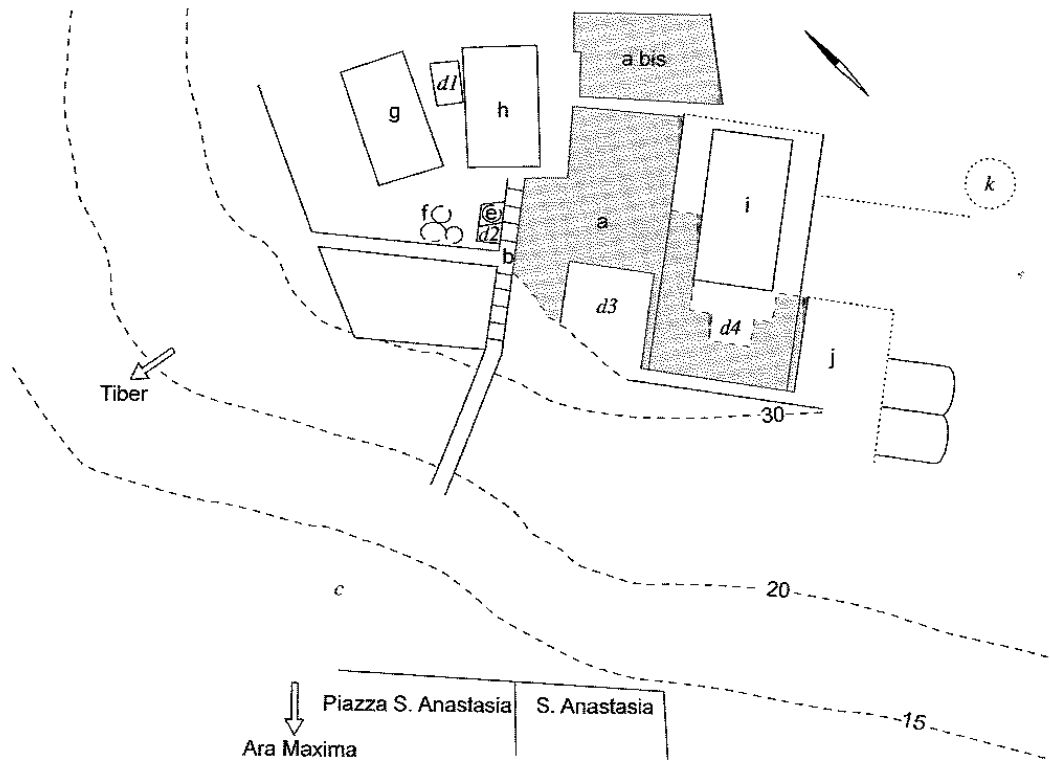 a bis
d1
g
h
k
i
f
e
a
d2
b
d3
d4
j
Tiber
30
20
c
Piazza S. Anastasia
S. Anastasia
15
Ara Maxima